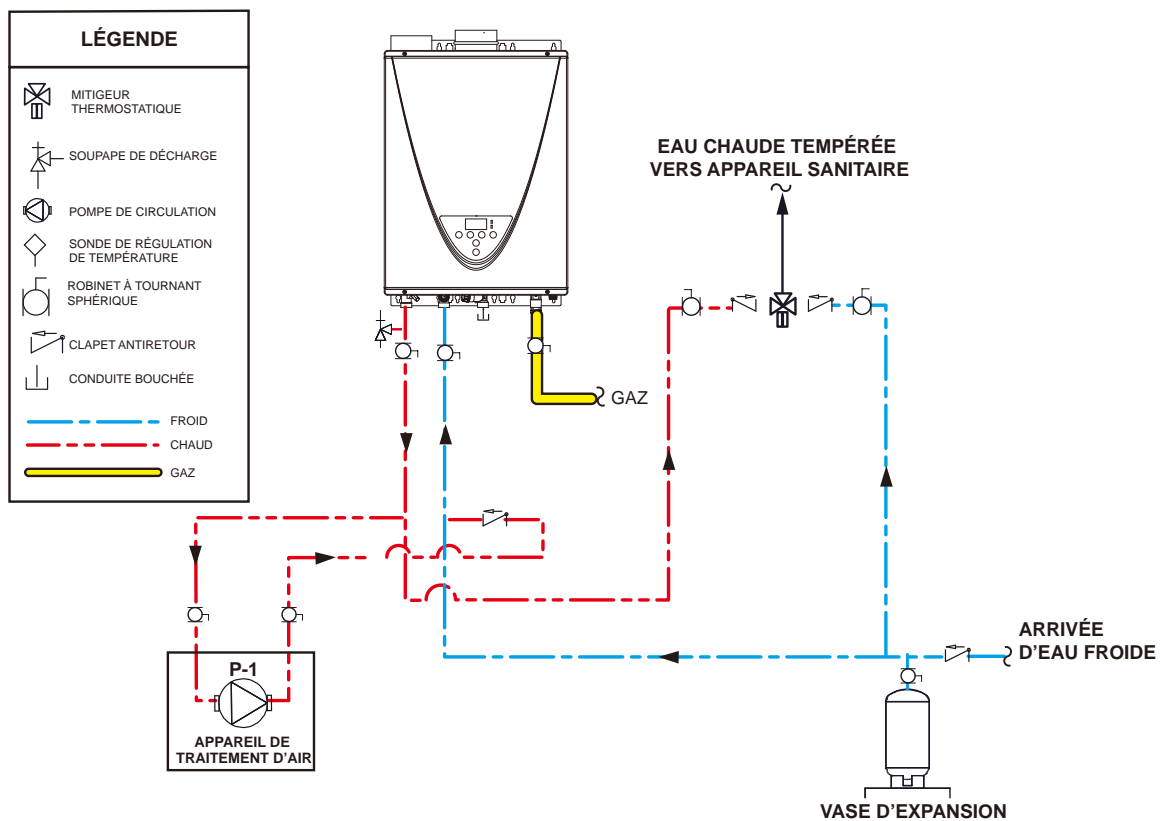 LÉGENDE
MITIGEUR
THERMOSTATIQUE
SOUPAPE DE DÉCHARGE
POMPE DE CIRCULATION
SONDE DE RÉGULATION
DE TEMPÉRATURE
ROBINET À TOURNANT
SPHÉRIQUE
CLAPET ANTIRETOUR
CONDUITE BOUCHÉE
FROID
CHAUD
GAZ
EAU CHAUDE TEMPÉRÉE
VERS APPAREIL SANITAIRE
GAZ
ARRIVÉE
D'EAU FROIDE
P-1
APPAREIL DE
TRAITEMENT D'AIR
VASE D'EXPANSION